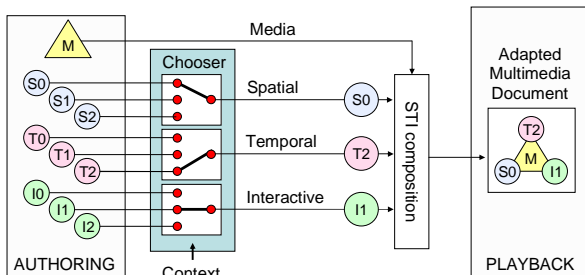 M
Media
Chooser
S0
S1
S2
Spatial
S0
T0
T1
T2
Temporal
T2
I0
I1
I2
Interactive
I1
STI composition
Adapted
Multimedia
Document
T2
M
S0
I1
AUTHORING
Context
PLAYBACK